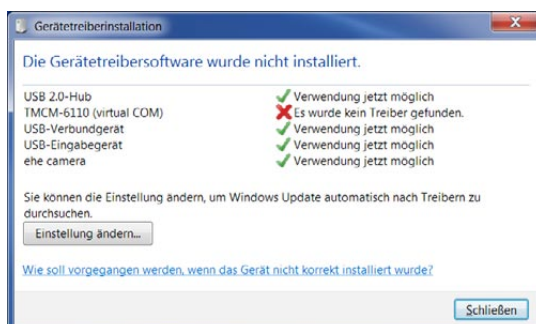 Gerätetreiberinstallation
Die Gerätetreibersoftware wurde nicht installiert.
USB 2.0-Hub Verwendung jetzt möglich
TMCM-6110 (virtual COM) Es wurde kein Treiber gefunden.
USB-Verbundgerät Verwendung jetzt möglich
USB-Eingabegerät Verwendung jetzt möglich
ehe camera Verwendung jetzt möglich
Sie können die Einstellung ändern, um Windows Update automatisch nach Treibern zu
durchsuchen.
Einstellung ändern...
Wie soll vorgegangen werden, wenn das Gerät nicht korrekt installiert wurde?
Schließen